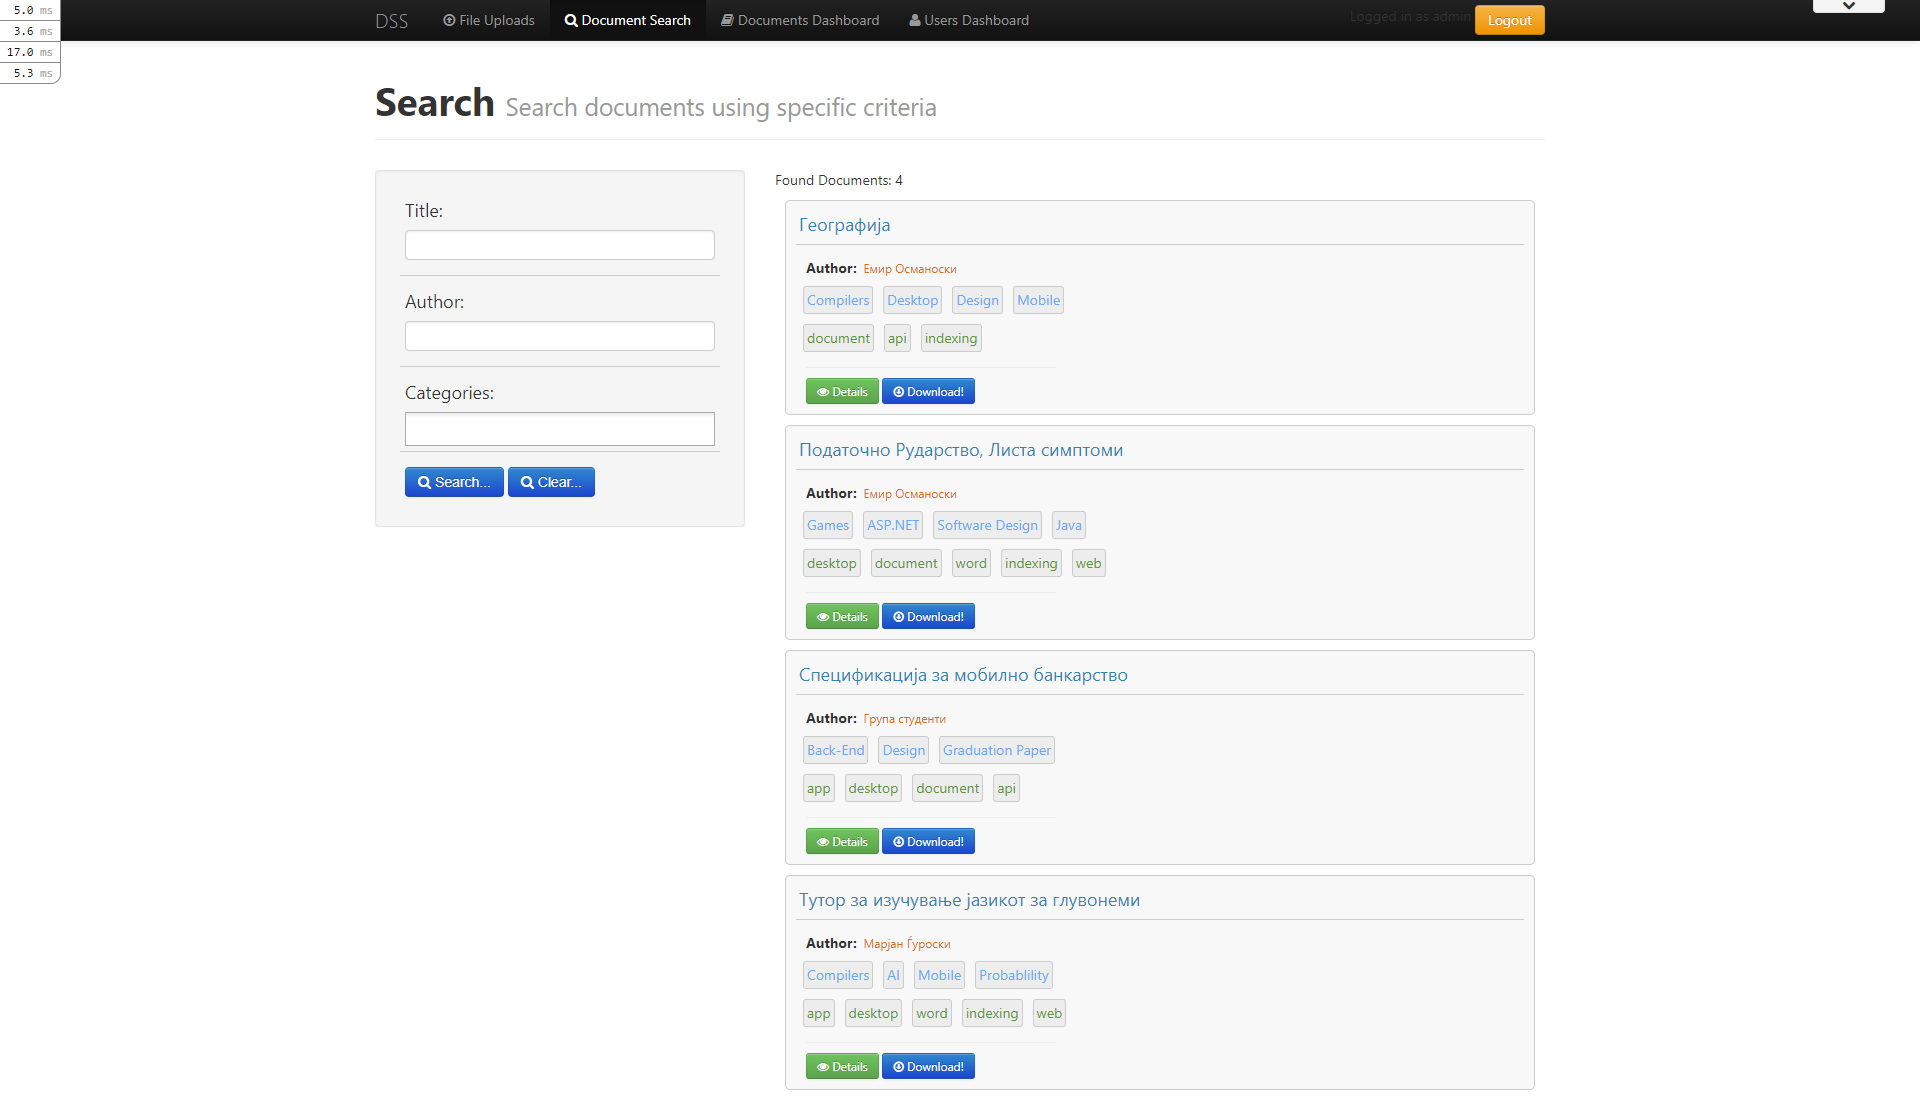 5.0 ms
3.6 ms
17.0 ms
5.3 ms
DSS File Uploads Document Search Documents Dashboard Users Dashboard Logged in as admin Logout
Search Search documents using specific criteria
Title:
Author:
Categories:
Search... Clear...
Found Documents: 4
Географија
Author: Емир Османоски
Compilers Desktop Design Mobile
document api indexing
Details Download!
Податочно Рударство, Листа симптоми
Author: Емир Османоски
Games ASP.NET Software Design Java
desktop document word indexing web
Details Download!
Спецификација за мобилно банкарство
Author: Група студенти
Back-End Design Graduation Paper
app desktop document api
Details Download!
Тутор за изучување јазикот за глувонеми
Author: Марјан Ѓуроски
Compilers AI Mobile Probablility
app desktop word indexing web
Details Download!